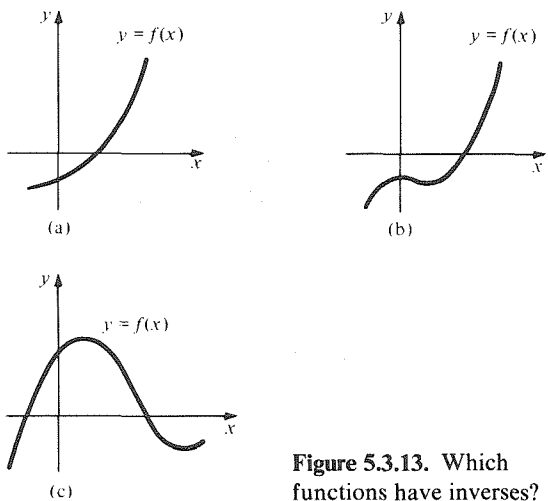 y
y = f(x)
x
(a)
y
y = f(x)
x
(b)
y
y = f(x)
x
(c)
Figure 5.3.13. Which
functions have inverses?